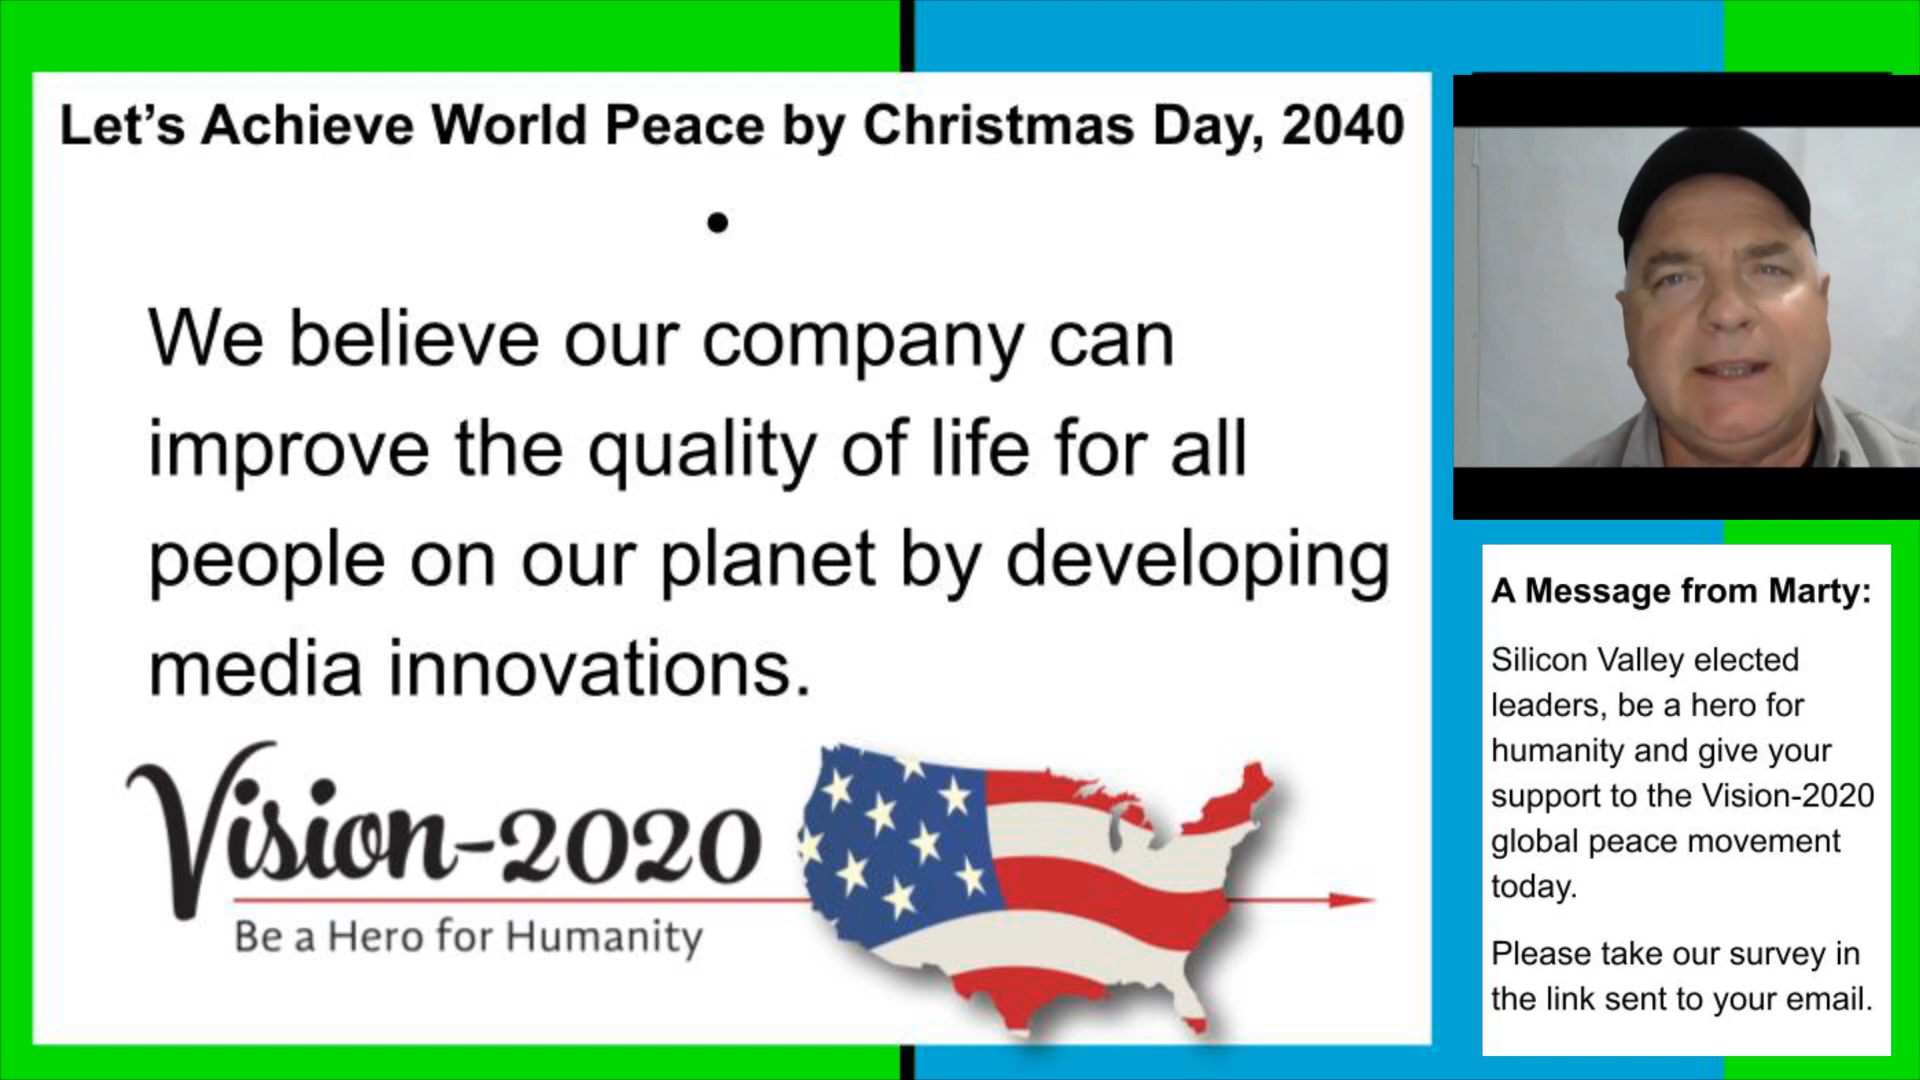 Let’s Achieve World Peace by Christmas Day, 2040
•
We believe our company can
improve the quality of life for all
people on our planet by developing
media innovations.
Vision-2020
Be a Hero for Humanity
A Message from Marty:
Silicon Valley elected
leaders, be a hero for
humanity and give your
support to the Vision-2020
global peace movement
today.
Please take our survey in
the link sent to your email.